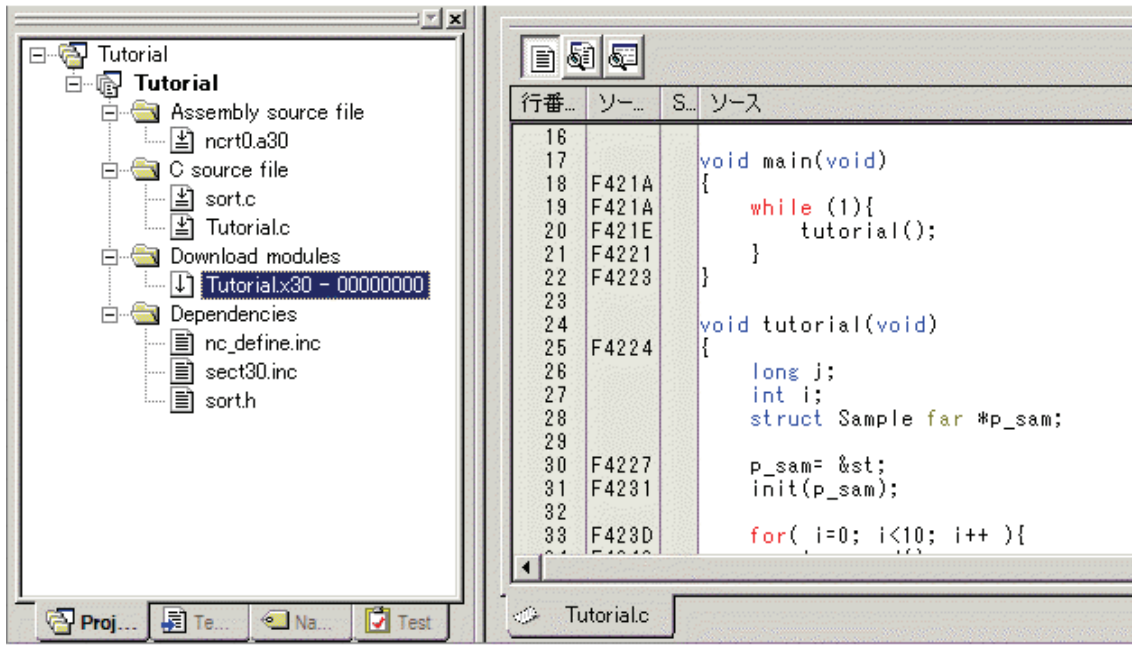 Tutorial
Tutorial
Assembly source file
ncrt0.a30
C source file
sort.c
Tutorial.c
Download modules
Tutorial.x30 - 00000000
Dependencies
nc_define.inc
sect30.inc
sort.h
Proj...
Te...
Na...
Test
行番... ソー... S... ソース
16
17 void main(void)
18 F421A {
19 F421A while (1){
20 F421E tutorial();
21 F4221 }
22 F4223 }
23
24 void tutorial(void)
25 F4224 {
26 long j;
27 int i;
28 struct Sample far *p_sam;
29
30 F4227 p_sam= &st;
31 F4231 init(p_sam);
32
33 F423D for( i=0; i<10; i++ ){
Tutorial.c